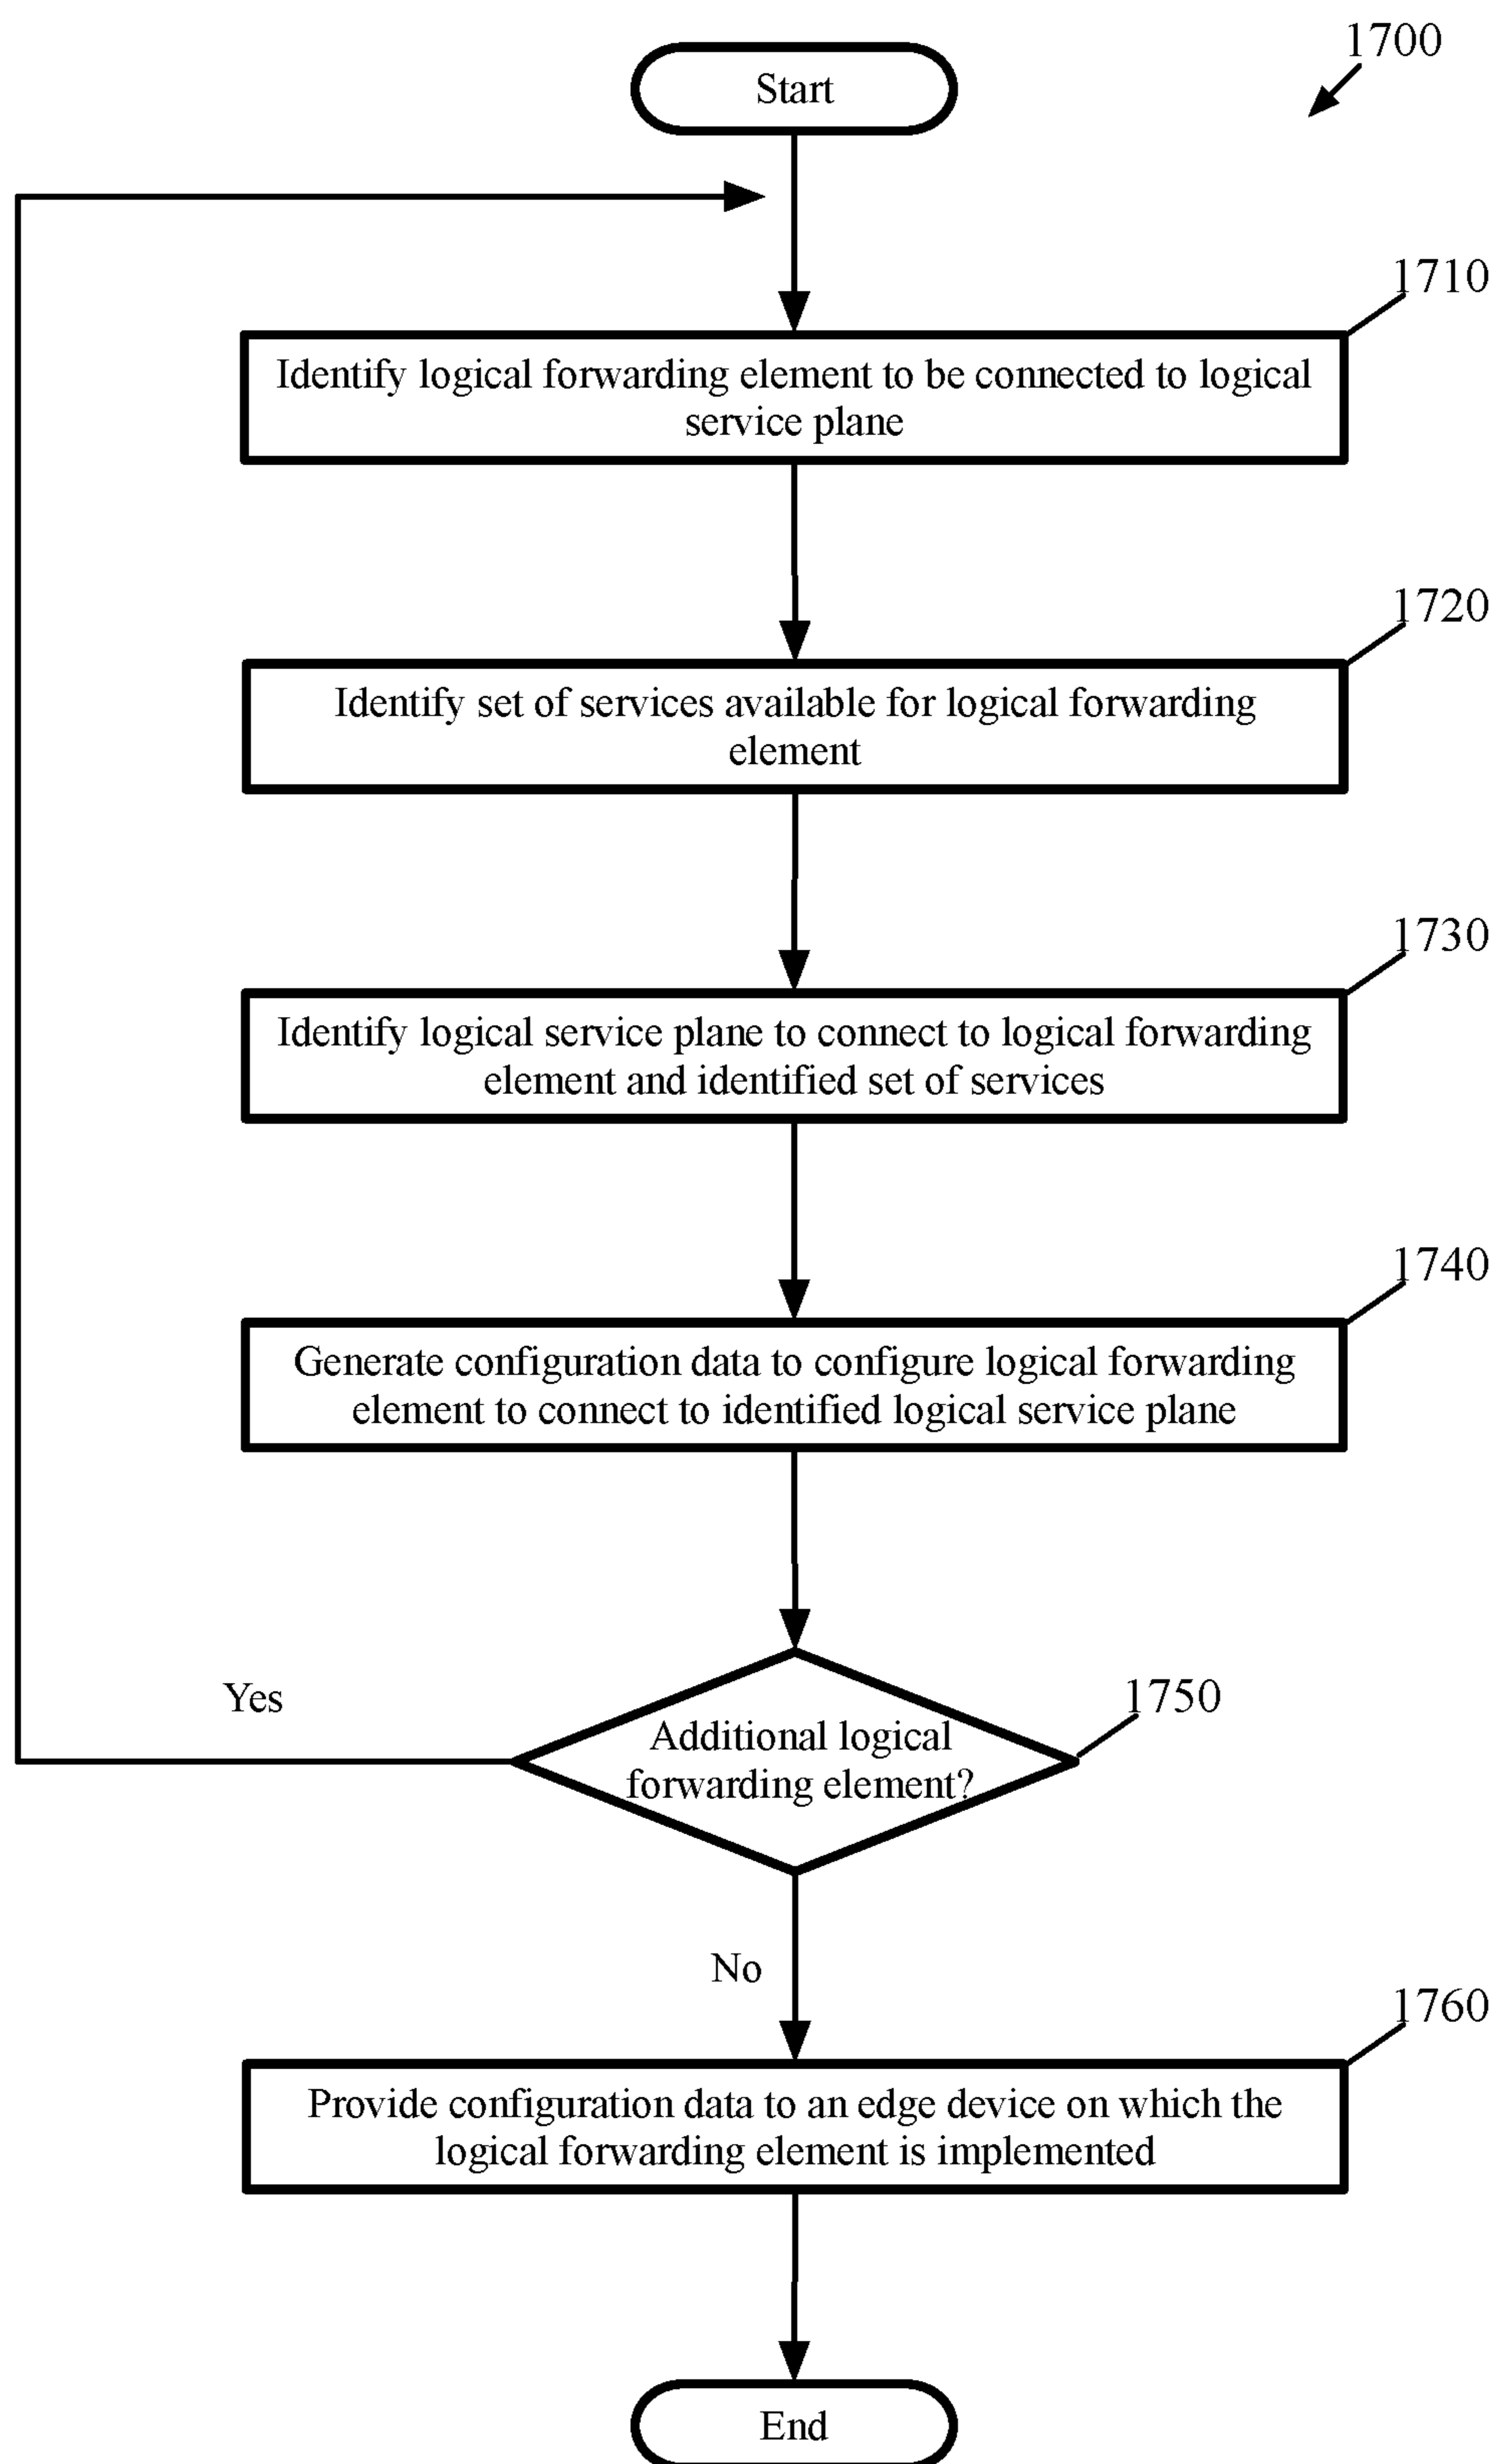 1700
Start
1710
Identify logical forwarding element to be connected to logical
service plane
1720
Identify set of services available for logical forwarding
element
1730
Identify logical service plane to connect to logical forwarding
element and identified set of services
1740
Generate configuration data to configure logical forwarding
element to connect to identified logical service plane
Yes
1750
Additional logical
forwarding element?
No
1760
Provide configuration data to an edge device on which the
logical forwarding element is implemented
End